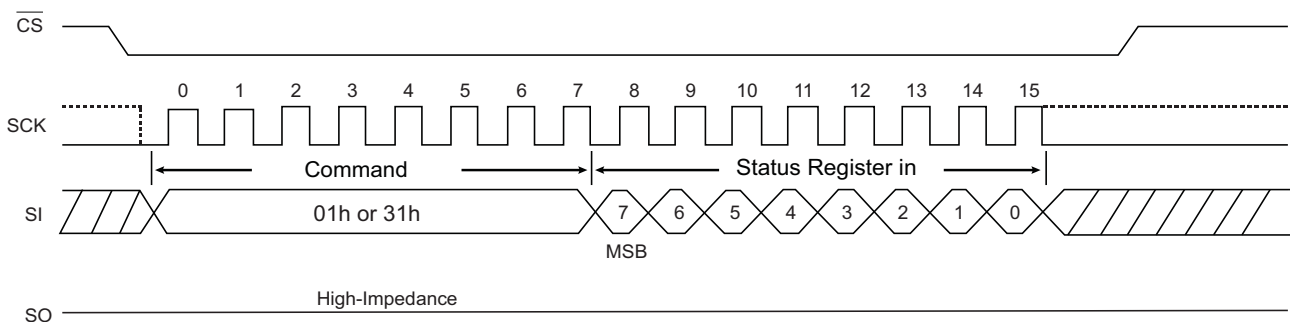 CS
0 1 2 3 4 5 6 7 8 9 10 11 12 13 14 15
SCK
Command Status Register in
SI 01h or 31h 7 6 5 4 3 2 1 0
MSB
High-Impedance
SO